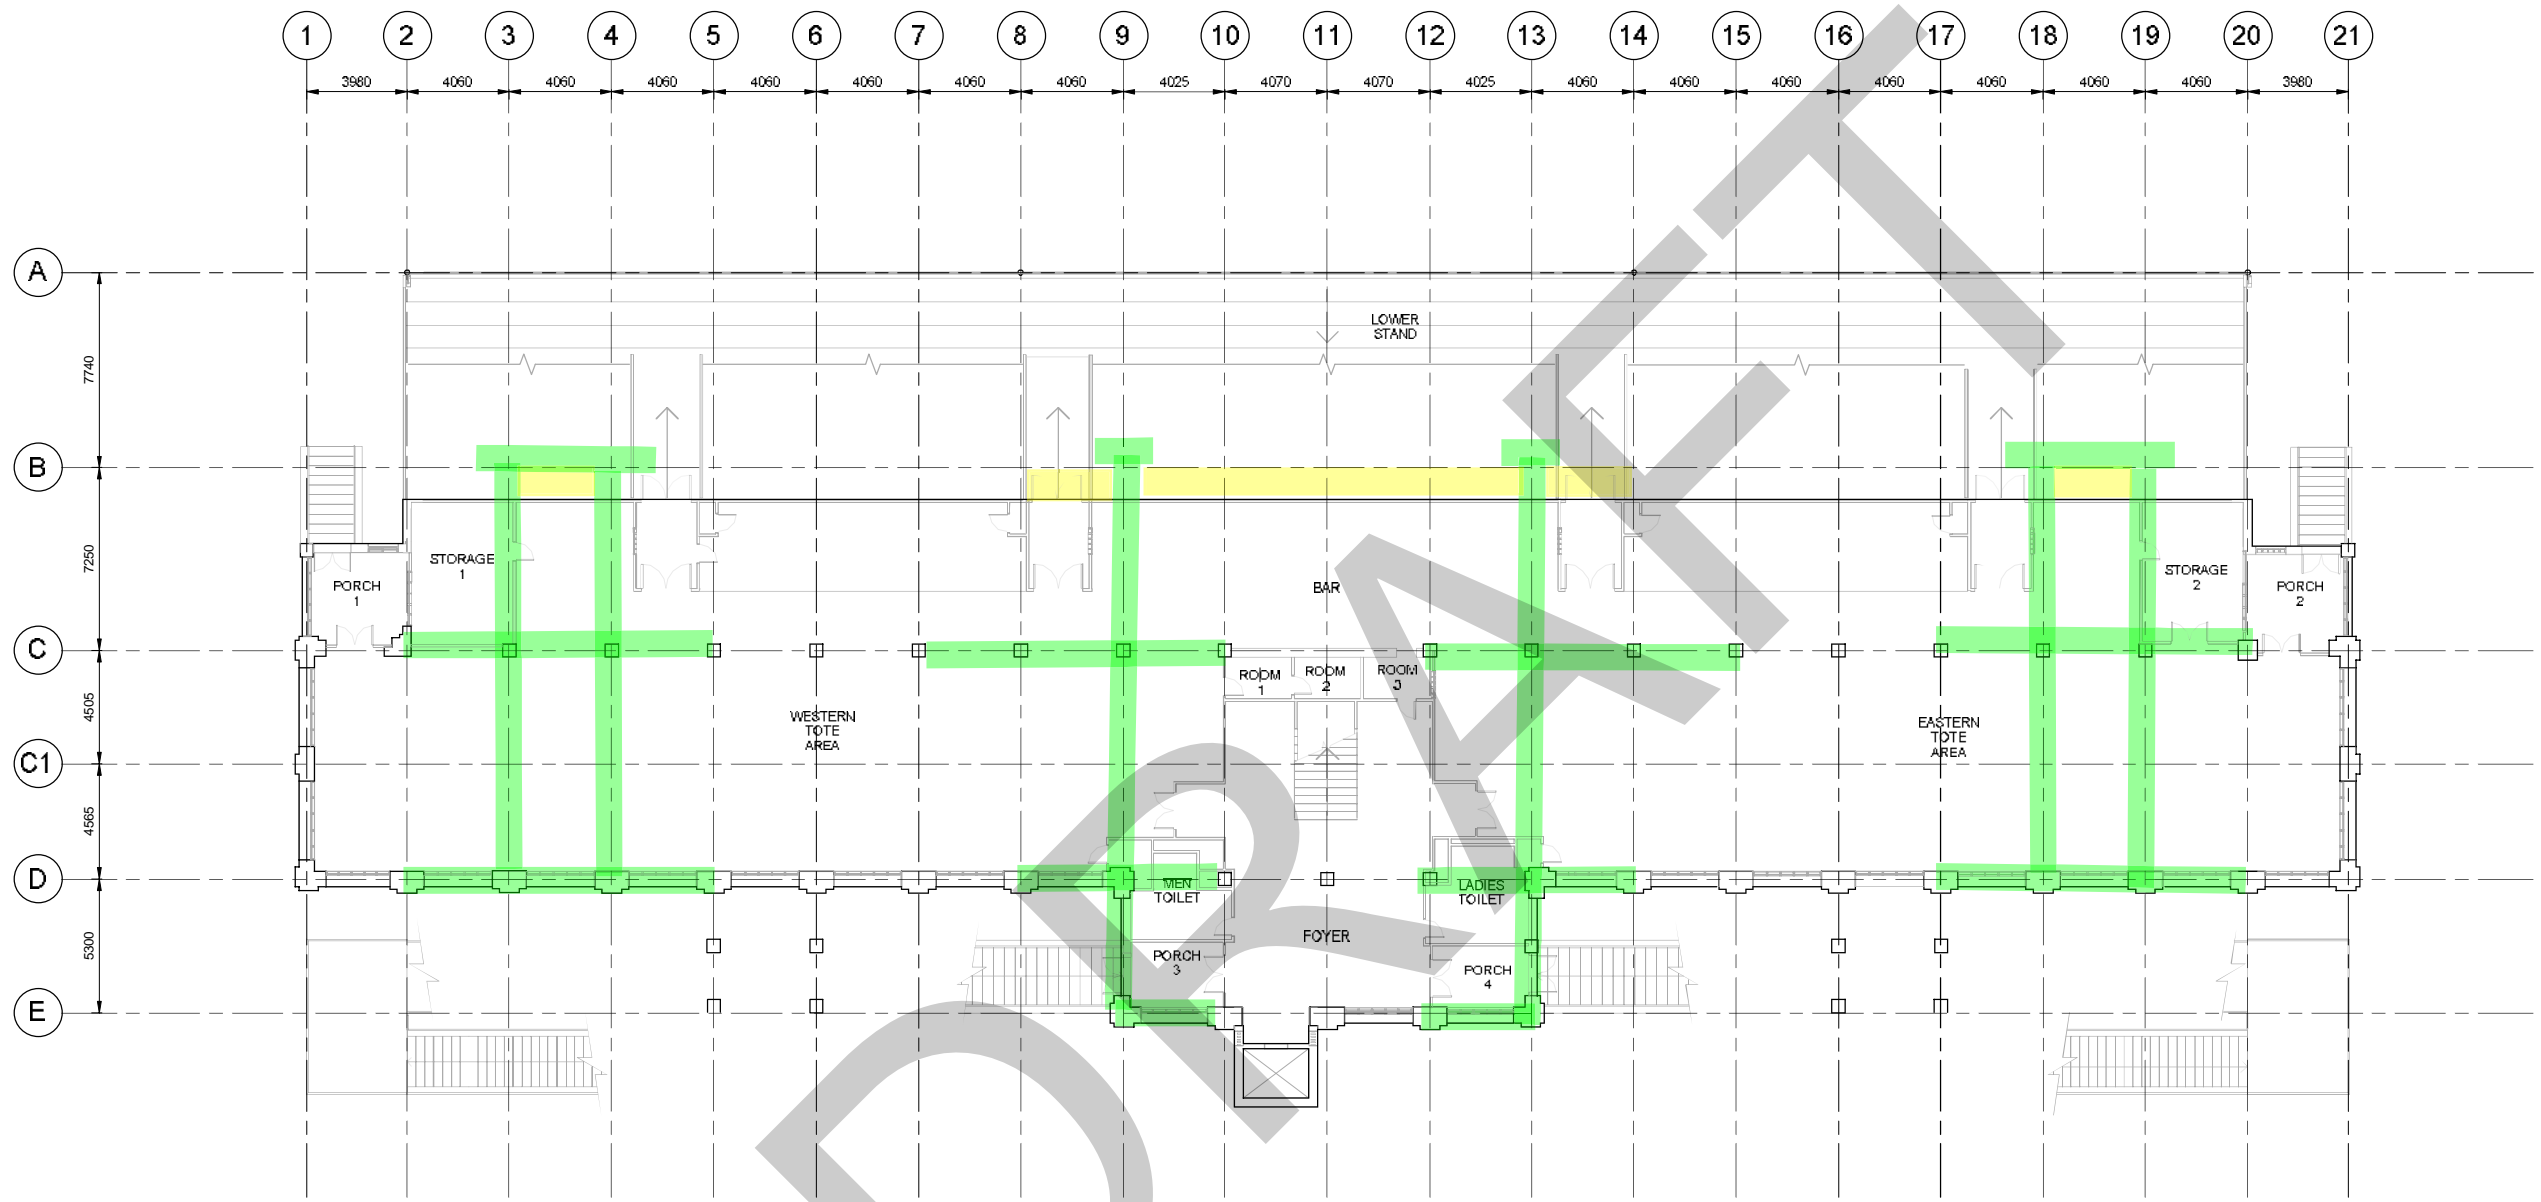 1 2 3 4 5 6 7 8 9 10 11 12 13 14 15 16 17 18 19 20 21
3980 4060 4060 4060 4060 4060 4060 4060 4025 4070 4070 4025 4060 4060 4060 4060 4060 4060 4060 3980
A
LOWER
STAND
7740
B
7250
STORAGE
1
PORCH
1
BAR
STORAGE
2
PORCH
2
C
ROOM
1
ROOM
2
ROOM
3
4505
WESTERN
TOTE
AREA
EASTERN
TOTE
AREA
C1
4565
D
MEN
TOILET
LADIES
TOILET
5300
FOYER
PORCH
3
PORCH
4
E
DRAFT